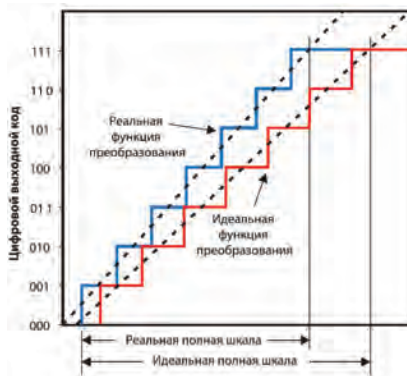 Цифровой выходной код
111
110
101
100
011
010
001
000
Реальная
функция
преобразования
Идеальная
функция
преобразования
Реальная полная шкала
Идеальная полная шкала